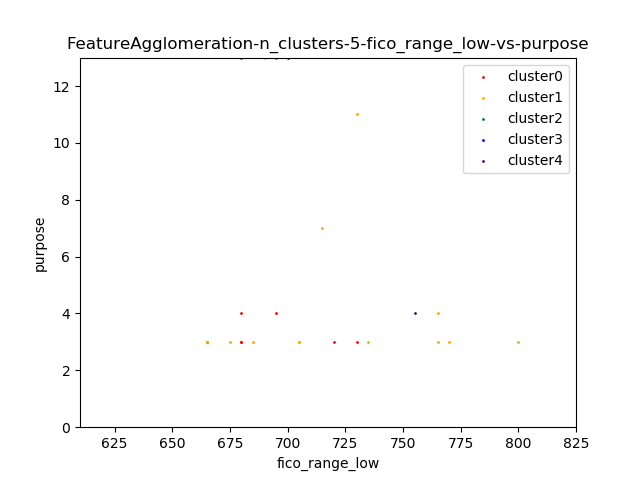 FeatureAgglomeration-n_clusters-5-fico_range_low-vs-purpose
cluster0
cluster1
cluster2
cluster3
cluster4
purpose
12
10
8
6
4
2
0
625
650
675
700
725
750
775
800
825
fico_range_low